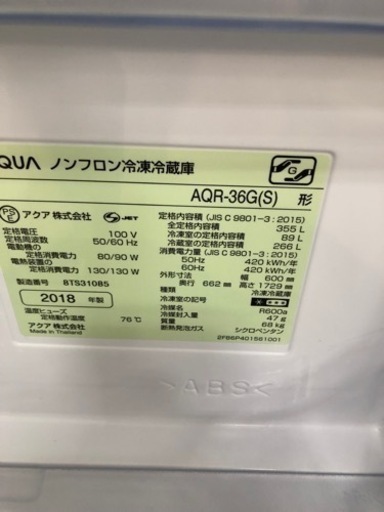 QUA ノンフロン冷凍冷蔵庫
AQR-36G(S) 形
G
PS E アクア株式会社 S JET
定格電圧 100 V
定格周波数 50/60 Hz
電動機の
定格消費電力 80/90 W
電熱装置の
定格消費電力 130/130 W
製造番号 8TS31085
2018 年製
温度ヒューズ
定格動作温度 76℃
アクア株式会社
Made in Thailand
定格内容積 (JIS C 9801-3 : 2015)
全定格内容積 355 L
冷凍室の定格内容積 89 L
冷蔵室の定格内容積 266 L
消費電力量 (JIS C 9801-3 : 2015)
50Hz 420 kWh/年
60Hz 420 kWh/年
外形寸法 幅 600 mm
奥行 662 mm 高さ 1729 mm
種類 冷凍冷蔵庫
冷凍室の記号
冷媒 R600a
冷媒封入量 47 g
質量 68 kg
断熱発泡ガス シクロペンタン
2FB6P401561001
>ABS<